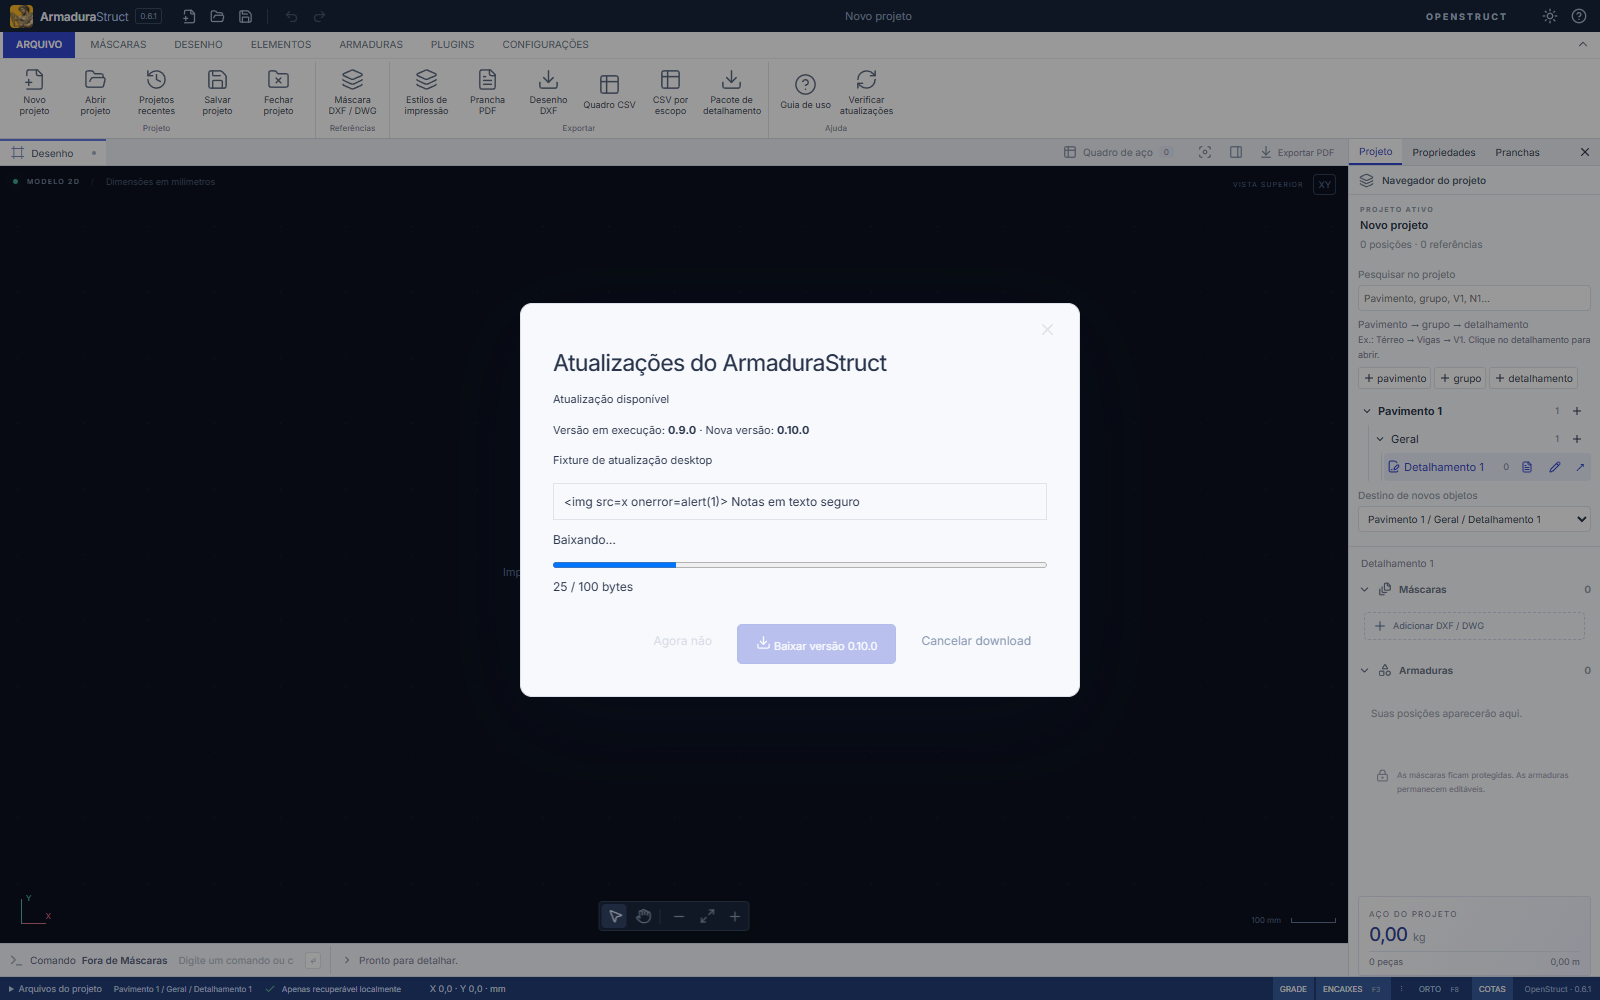 ArmaduraStruct 0.6.1
Novo projeto
OPENSTRUCT
ARQUIVO MÁSCARAS DESENHO ELEMENTOS ARMADURAS PLUGINS CONFIGURAÇÕES
Novo projeto
Abrir projeto
Projetos recentes
Salvar projeto
Fechar projeto
Projeto
Máscara DXF / DWG
Referências
Estilos de impressão
Prancha PDF
Desenho DXF
Quadro CSV
CSV por escopo
Pacote de detalhamento
Exportar
Guia de uso
Verificar atualizações
Ajuda
Desenho
Quadro de aço 0
Exportar PDF
MODELO 2D / Dimensões em milímetros
VISTA SUPERIOR XY
Atualizações do ArmaduraStruct
Atualização disponível
Versão em execução: 0.9.0 · Nova versão: 0.10.0
Fixture de atualização desktop
<img src=x onerror=alert(1)> Notas em texto seguro
Baixando...
Imp
25 / 100 bytes
Agora não
Baixar versão 0.10.0
Cancelar download
Y
X
100 mm
Projeto Propriedades Pranchas
Navegador do projeto
PROJETO ATIVO
Novo projeto
0 posições · 0 referências
Pesquisar no projeto
Pavimento, grupo, V1, N1...
Pavimento → grupo → detalhamento
Ex.: Térreo → Vigas → V1. Clique no detalhamento para
abrir.
+ pavimento + grupo + detalhamento
Pavimento 1 1 +
Geral 1 +
Detalhamento 1 0
Destino de novos objetos
Pavimento 1 / Geral / Detalhamento 1
Detalhamento 1
Máscaras 0
+ Adicionar DXF / DWG
Armaduras 0
Suas posições aparecerão aqui.
As máscaras ficam protegidas. As armaduras
permanecem editáveis.
AÇO DO PROJETO
0,00 kg
0 peças 0,00 m
Comando Fora de Máscaras Digite um comando ou c
Pronto para detalhar.
Arquivos do projeto Pavimento 1 / Geral / Detalhamento 1 Apenas recuperável localmente X 0,0 · Y 0,0 · mm
GRADE ENCAIXES F3 ORTO F8 COTAS OpenStruct · 0.6.1